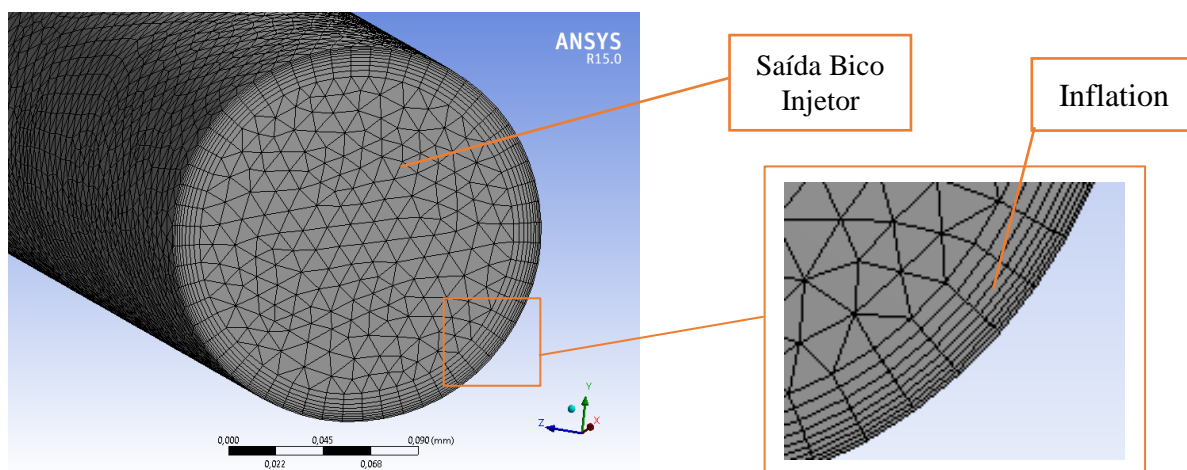 ANSYS
R15.0
Saída Bico
Injetor
Inflation
Y
Z
X
0,000
0,045
0,090 (mm)
0,022
0,068